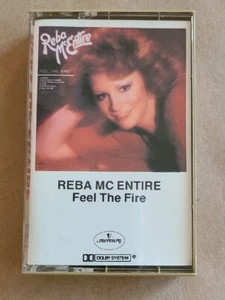 Reba
McEntire
FEEL THE FIRE
REBA MC ENTIRE
Feel The Fire
mercury
DOLBY SYSTEM ®